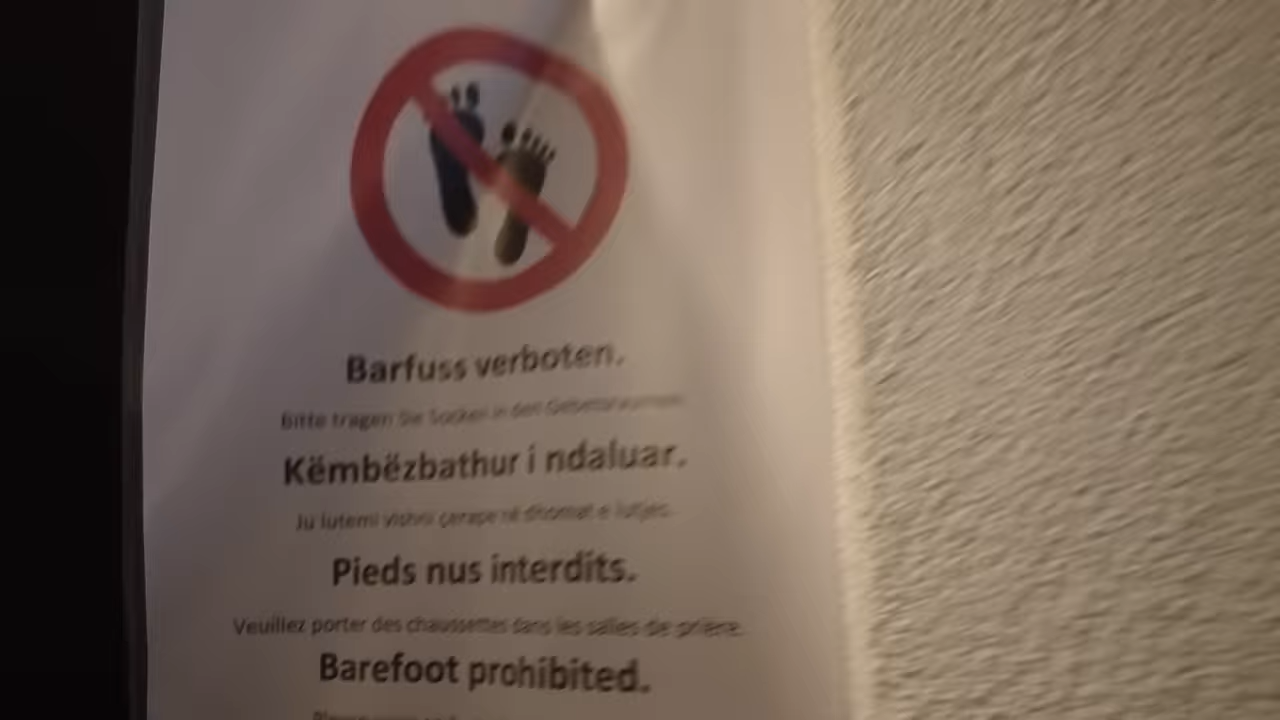 Barfuss verboten.
Bitte tragen Sie Socken in den Gebetsräumen.
Këmbëzbathur i ndaluar.
Ju lutemi vishni çorape në dhomat e lutjes.
Pieds nus interdits.
Veuillez porter des chaussettes dans les salles de prière.
Barefoot prohibited.